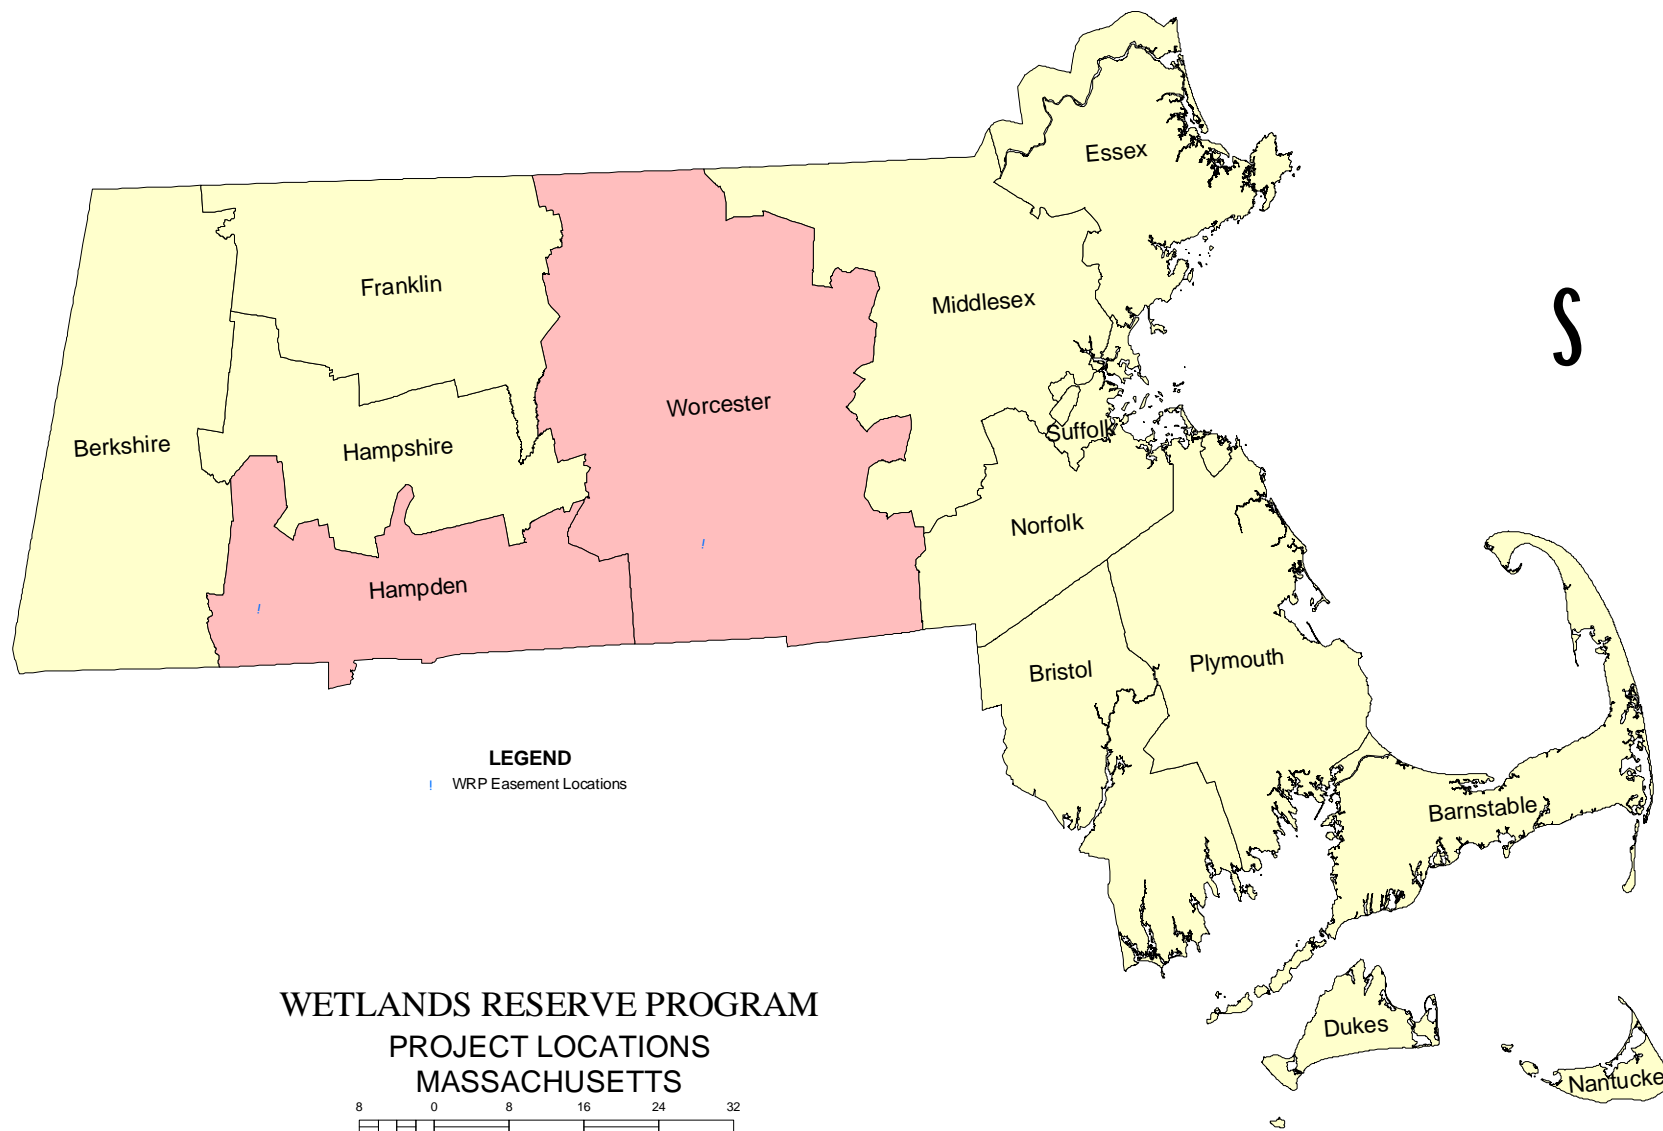 Essex
S
Franklin
Middlesex
Worcester
Suffolk
Berkshire
Hampshire
Norfolk
!
Hampden
!
Plymouth
Bristol
LEGEND
! WRP Easement Locations
Barnstable
WETLANDS RESERVE PROGRAM
Dukes
PROJECT LOCATIONS
MASSACHUSETTS
Nantucke
8 0 8 16 24 32